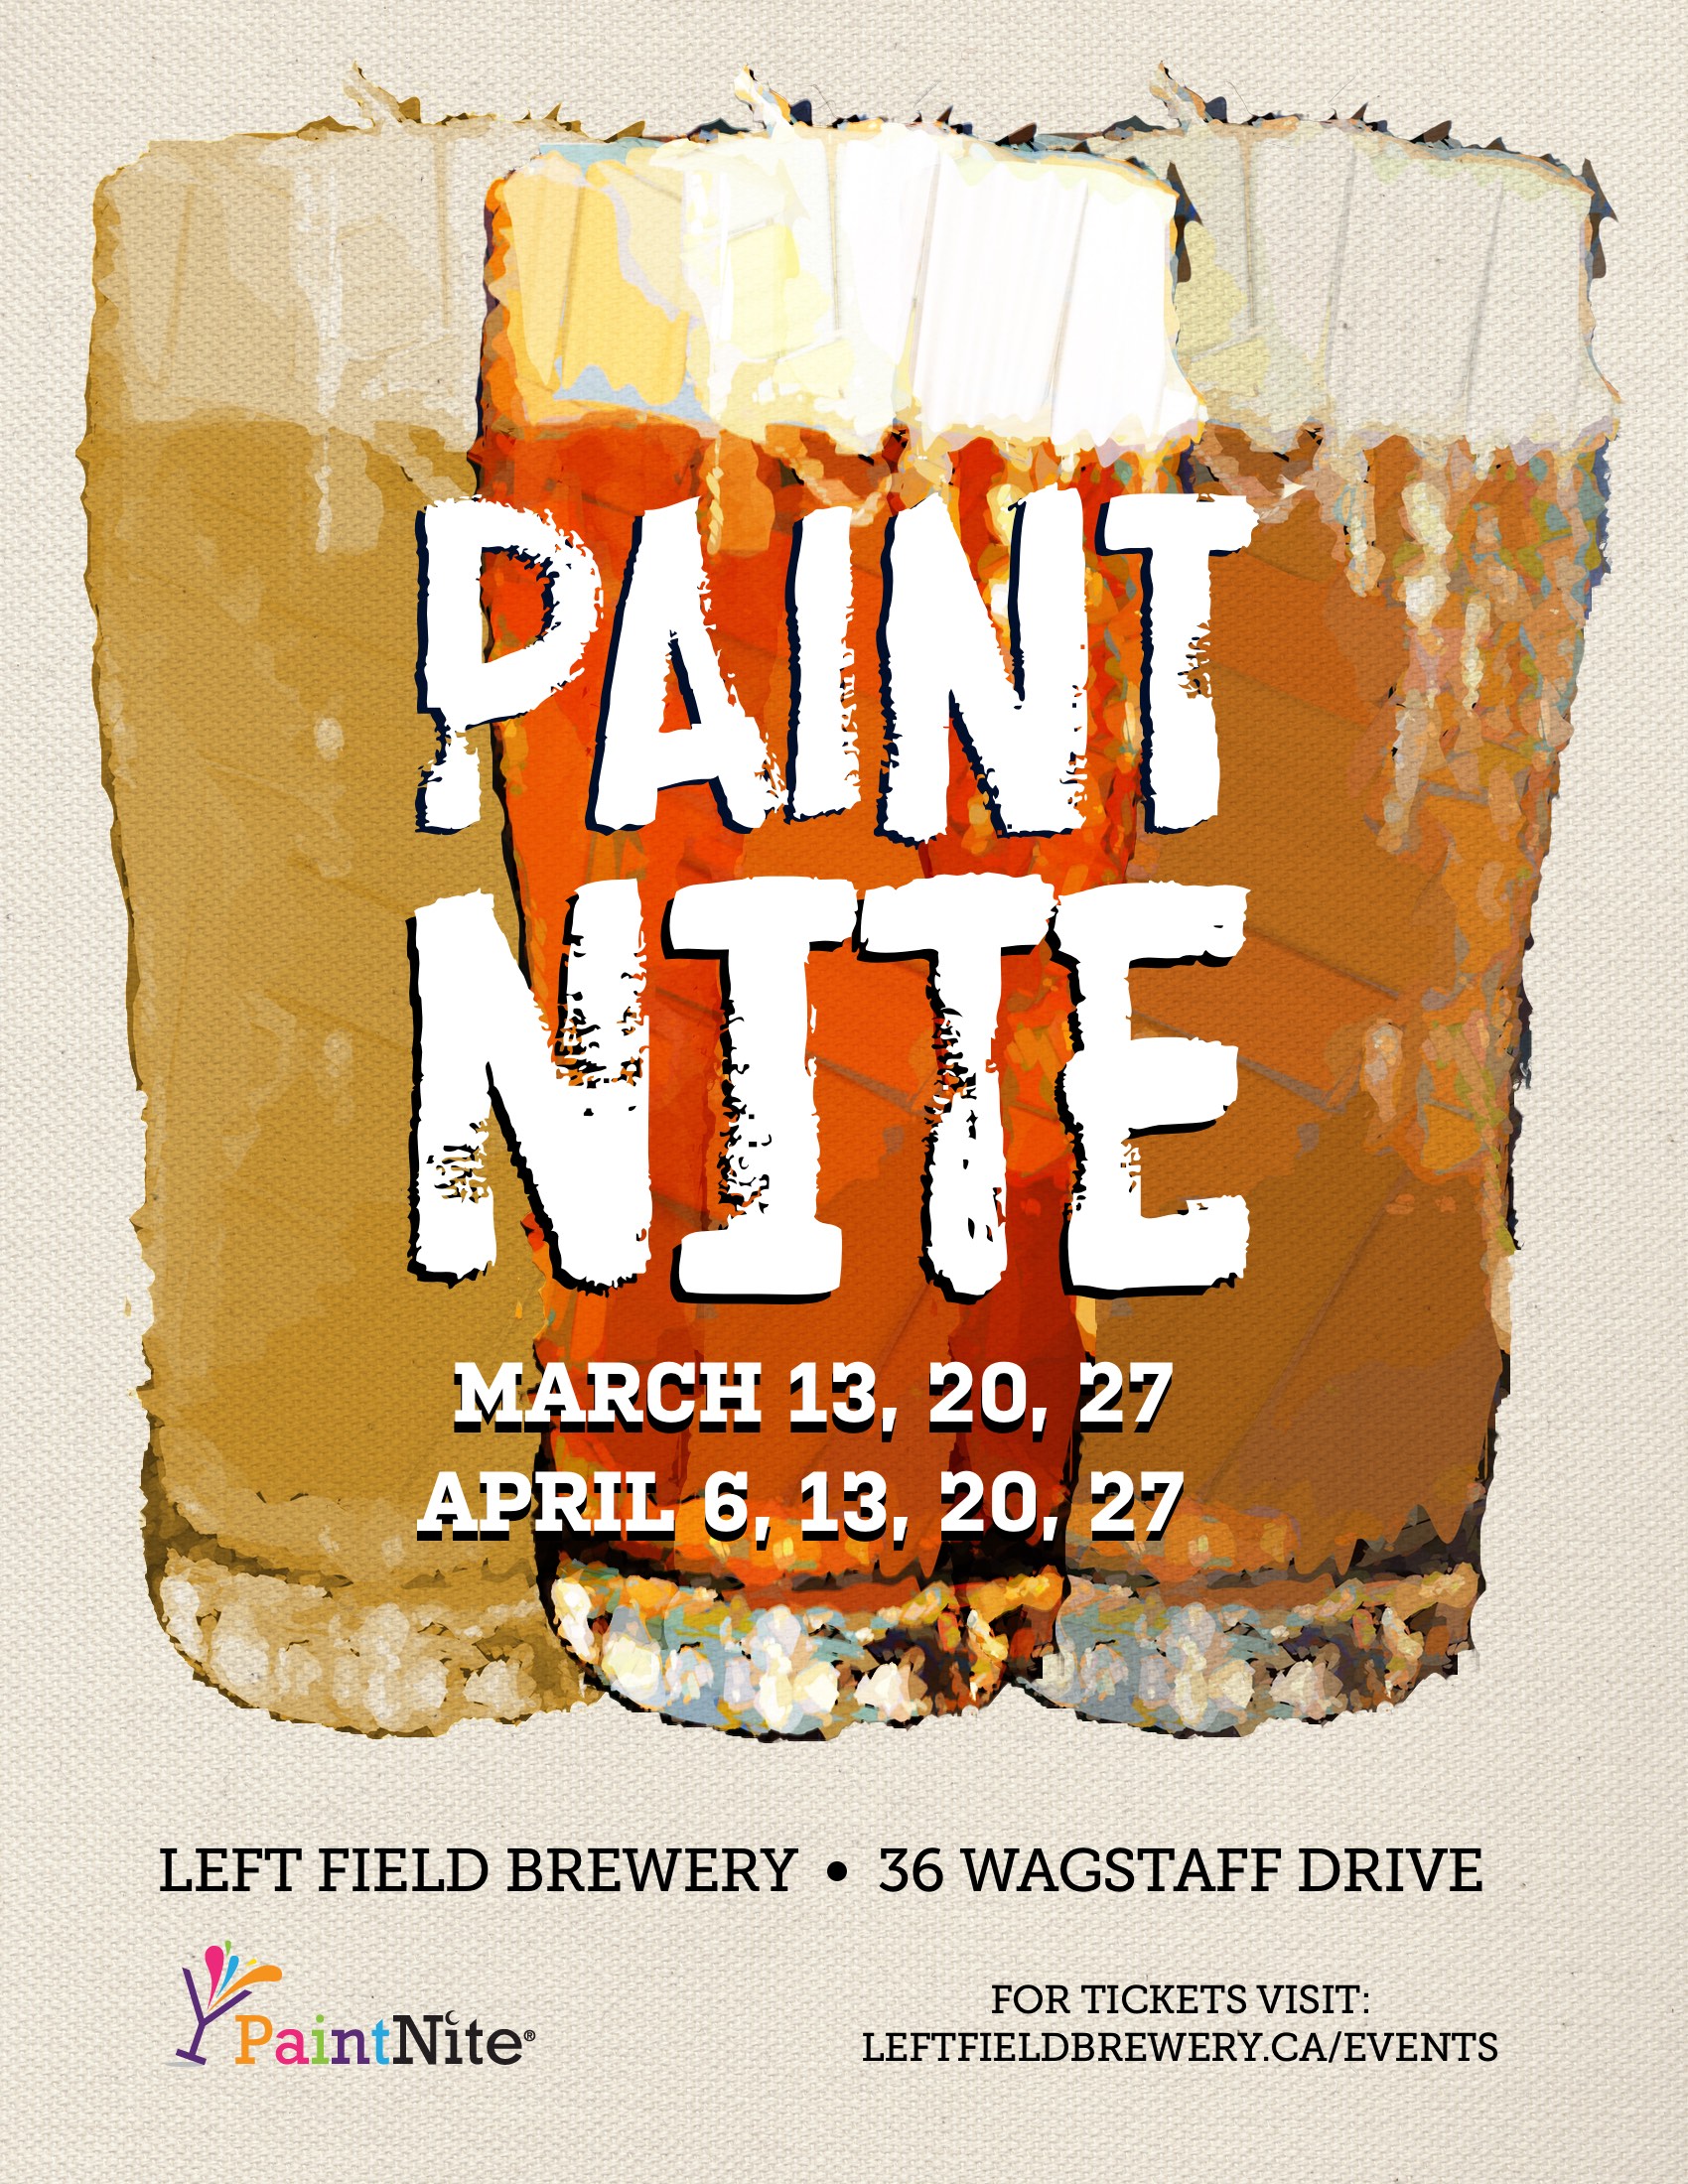 PAINT
NITE
MARCH 13, 20, 27
APRIL 6, 13, 20, 27
LEFT FIELD BREWERY • 36 WAGSTAFF DRIVE
PaintNite®
FOR TICKETS VISIT:
LEFTFIELDBREWERY.CA/EVENTS